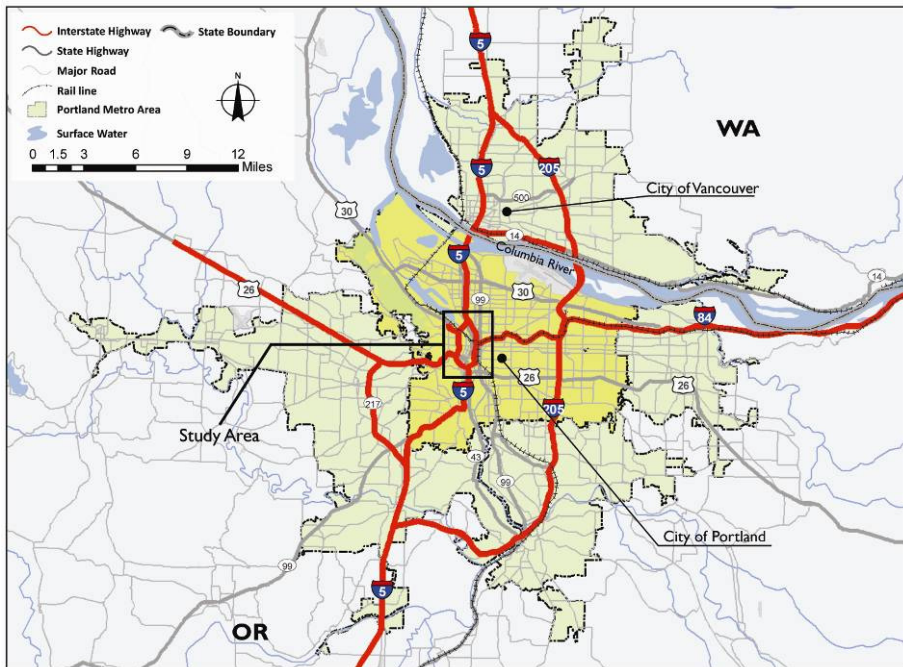 Interstate Highway
State Boundary
State Highway
Major Road
Rail line
Portland Metro Area
Surface Water
N
0 1.5 3 6 9 12
Miles
5
WA
5
205
City of Vancouver
500
30
14
Columbia River
5
14
26
99
30
84
26
26
217
5
205
Study Area
43
99
City of Portland
99
5
OR